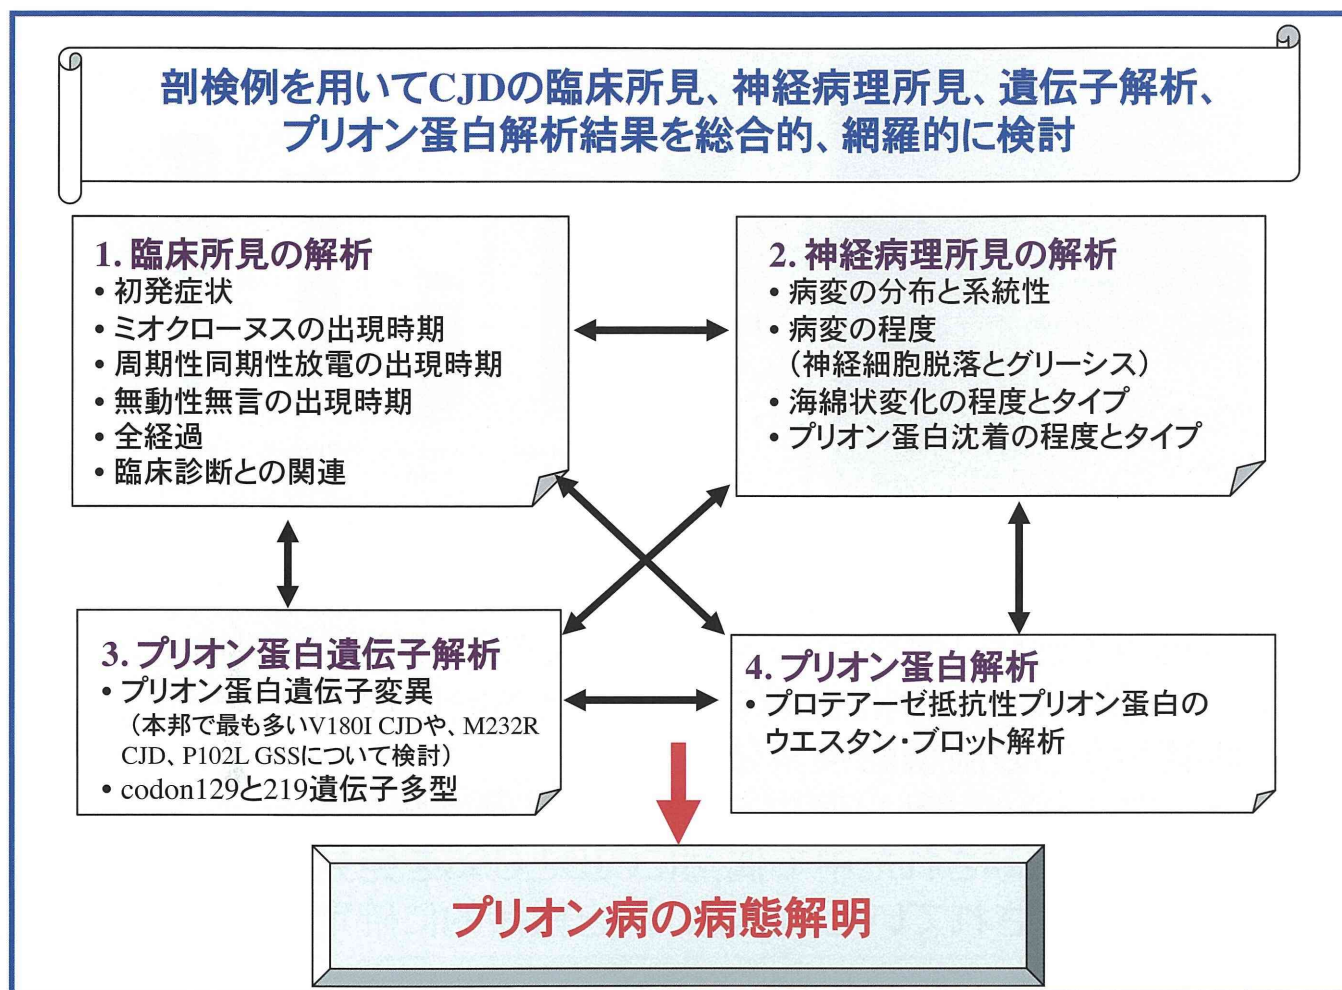 剖検例を用いてCJDの臨床所見、神経病理所見、遺伝子解析、
プリオン蛋白解析結果を総合的、網羅的に検討
1. 臨床所見の解析
• 初発症状
• ミオクローヌスの出現時期
• 周期性同期性放電の出現時期
• 無動性無言の出現時期
• 全経過
• 臨床診断との関連
2. 神経病理所見の解析
• 病変の分布と系統性
• 病変の程度
（神経細胞脱落とグリーシス）
• 海綿状変化の程度とタイプ
• プリオン蛋白沈着の程度とタイプ
3. プリオン蛋白遺伝子解析
• プリオン蛋白遺伝子変異
（本邦で最も多いV180I CJDや、M232R
CJD、P102L GSSについて検討）
• codon129と219遺伝子多型
4. プリオン蛋白解析
• プロテアーゼ抵抗性プリオン蛋白の
ウエスタン・ブロット解析
プリオン病の病態解明